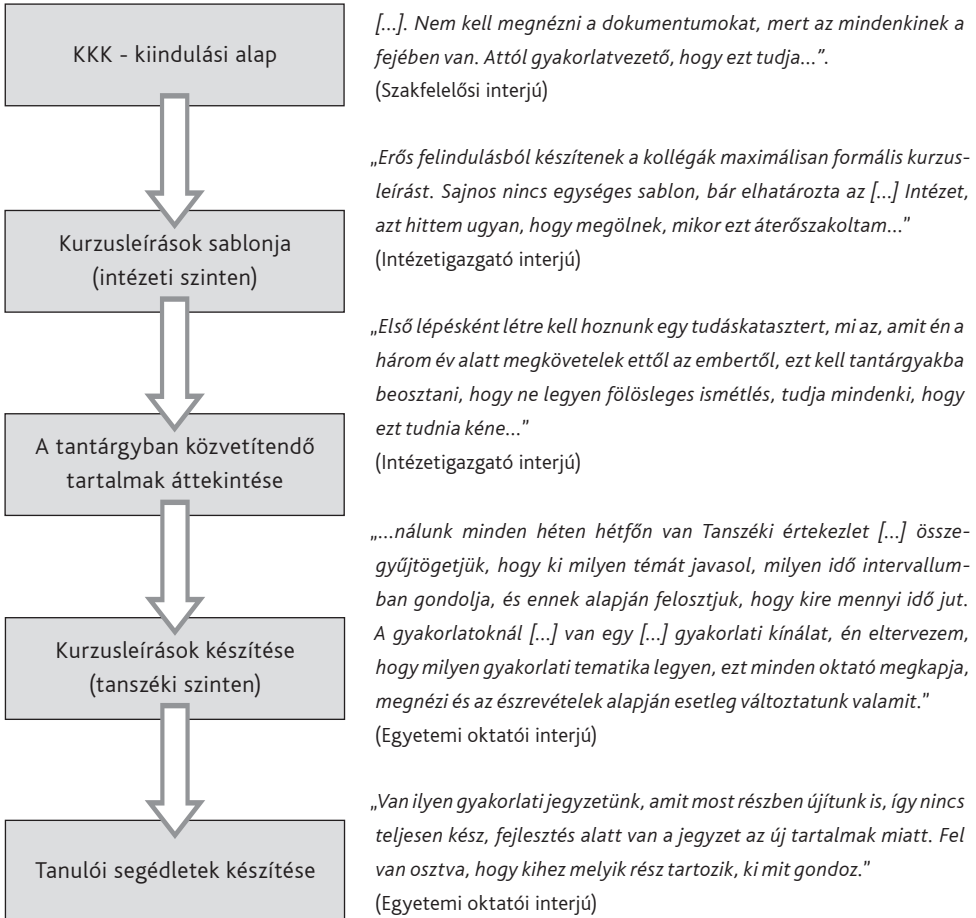 KKK - kiindulási alap
[...]. Nem kell megnézni a dokumentumokat, mert az mindenkinek a
fejében van. Attól gyakorlatvezető, hogy ezt tudja...”.
(Szakfelelősi interjú)
Kurzusleírások sablonja
(intézeti szinten)
„Erős felindulásból készítenek a kollégák maximálisan formális kurzus-
leírást. Sajnos nincs egységes sablon, bár elhatározta az [...] Intézet,
azt hittem ugyan, hogy megölnek, mikor ezt áterőszakoltam...”
(Intézetigazgató interjú)
A tantárgyban közvetítendő
tartalmak áttekintése
„Első lépésként létre kell hoznunk egy tudáskatasztert, mi az, amit én a
három év alatt megkövetelek ettől az embertől, ezt kell tantárgyakba
beosztani, hogy ne legyen fölösleges ismétlés, tudja mindenki, hogy
ezt tudnia kéne...”
(Intézetigazgató interjú)
Kurzusleírások készítése
(tanszéki szinten)
„...nálunk minden héten hétfőn van Tanszéki értekezlet [...] össze-
gyűjtögetjük, hogy ki milyen témát javasol, milyen idő intervallum-
ban gondolja, és ennek alapján felosztjuk, hogy kire mennyi idő jut.
A gyakorlatoknál [...] van egy [...] gyakorlati kínálat, én eltervezem,
hogy milyen gyakorlati tematika legyen, ezt minden oktató megkapja,
megnézi és az észrevételek alapján esetleg változtatunk valamit.”
(Egyetemi oktatói interjú)
Tanulói segédletek készítése
„Van ilyen gyakorlati jegyzetünk, amit most részben újítunk is, így nincs
teljesen kész, fejlesztés alatt van a jegyzet az új tartalmak miatt. Fel
van osztva, hogy kihez melyik rész tartozik, ki mit gondoz.”
(Egyetemi oktatói interjú)